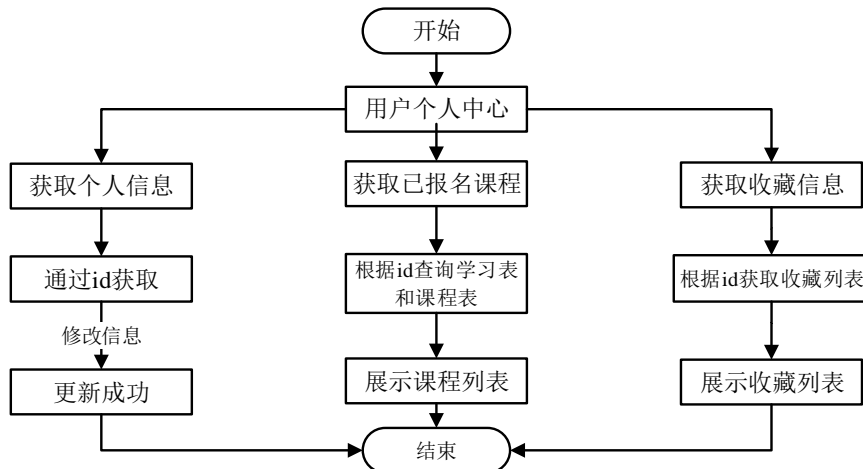 开始
用户个人中心
获取个人信息
获取已报名课程
获取收藏信息
通过id获取
根据id查询学习表
和课程表
根据id获取收藏列表
修改信息
更新成功
展示课程列表
展示收藏列表
结束